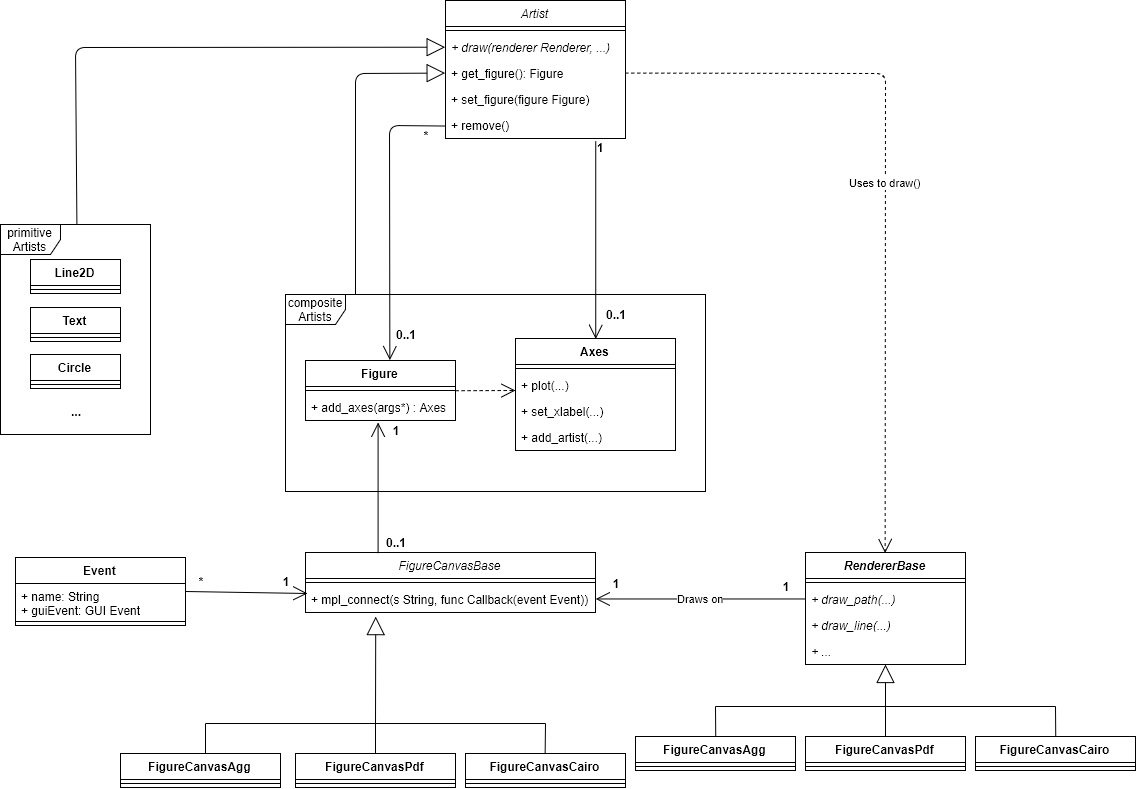 Artist
+ draw(renderer Renderer, ...)
+ get_figure(): Figure
+ set_figure(figure Figure)
+ remove()
*
1
Uses to draw()
primitive
Artists
Line2D
Text
Circle
...
composite
Artists
0..1
0..1
Figure
+ add_axes(args*) : Axes
Axes
+ plot(...)
+ set_xlabel(...)
+ add_artist(...)
1
0..1
Event
+ name: String
+ guiEvent: GUI Event
*
1
FigureCanvasBase
+ mpl_connect(s String, func Callback(event Event))
1
Draws on
1
RendererBase
+ draw_path(...)
+ draw_line(...)
+ ...
FigureCanvasAgg
FigureCanvasPdf
FigureCanvasCairo
FigureCanvasAgg
FigureCanvasPdf
FigureCanvasCairo